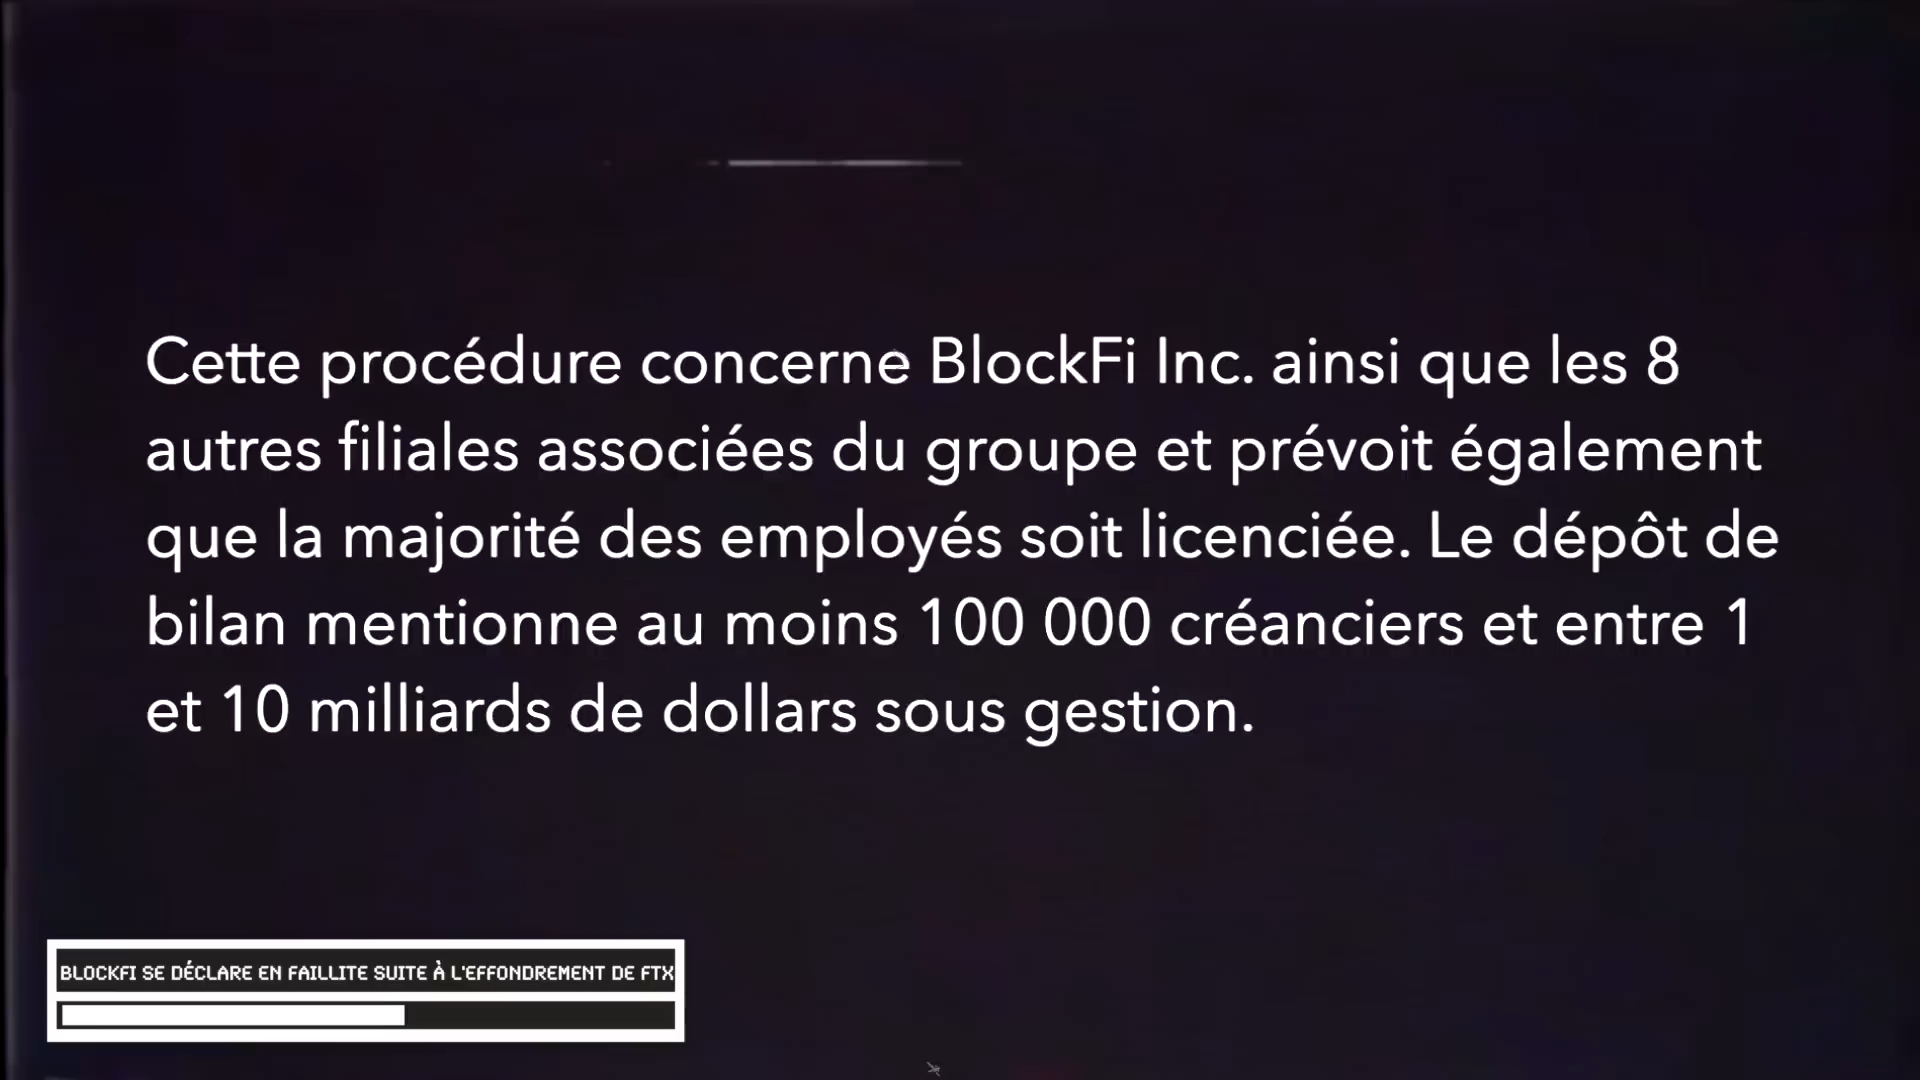 Cette procédure concerne BlockFi Inc. ainsi que les 8
autres filiales associées du groupe et prévoit également
que la majorité des employés soit licenciée. Le dépôt de
bilan mentionne au moins 100 000 créanciers et entre 1
et 10 milliards de dollars sous gestion.
BLOCKFI SE DÉCLARE EN FAILLITE SUITE À L'EFFONDREMENT DE FTX